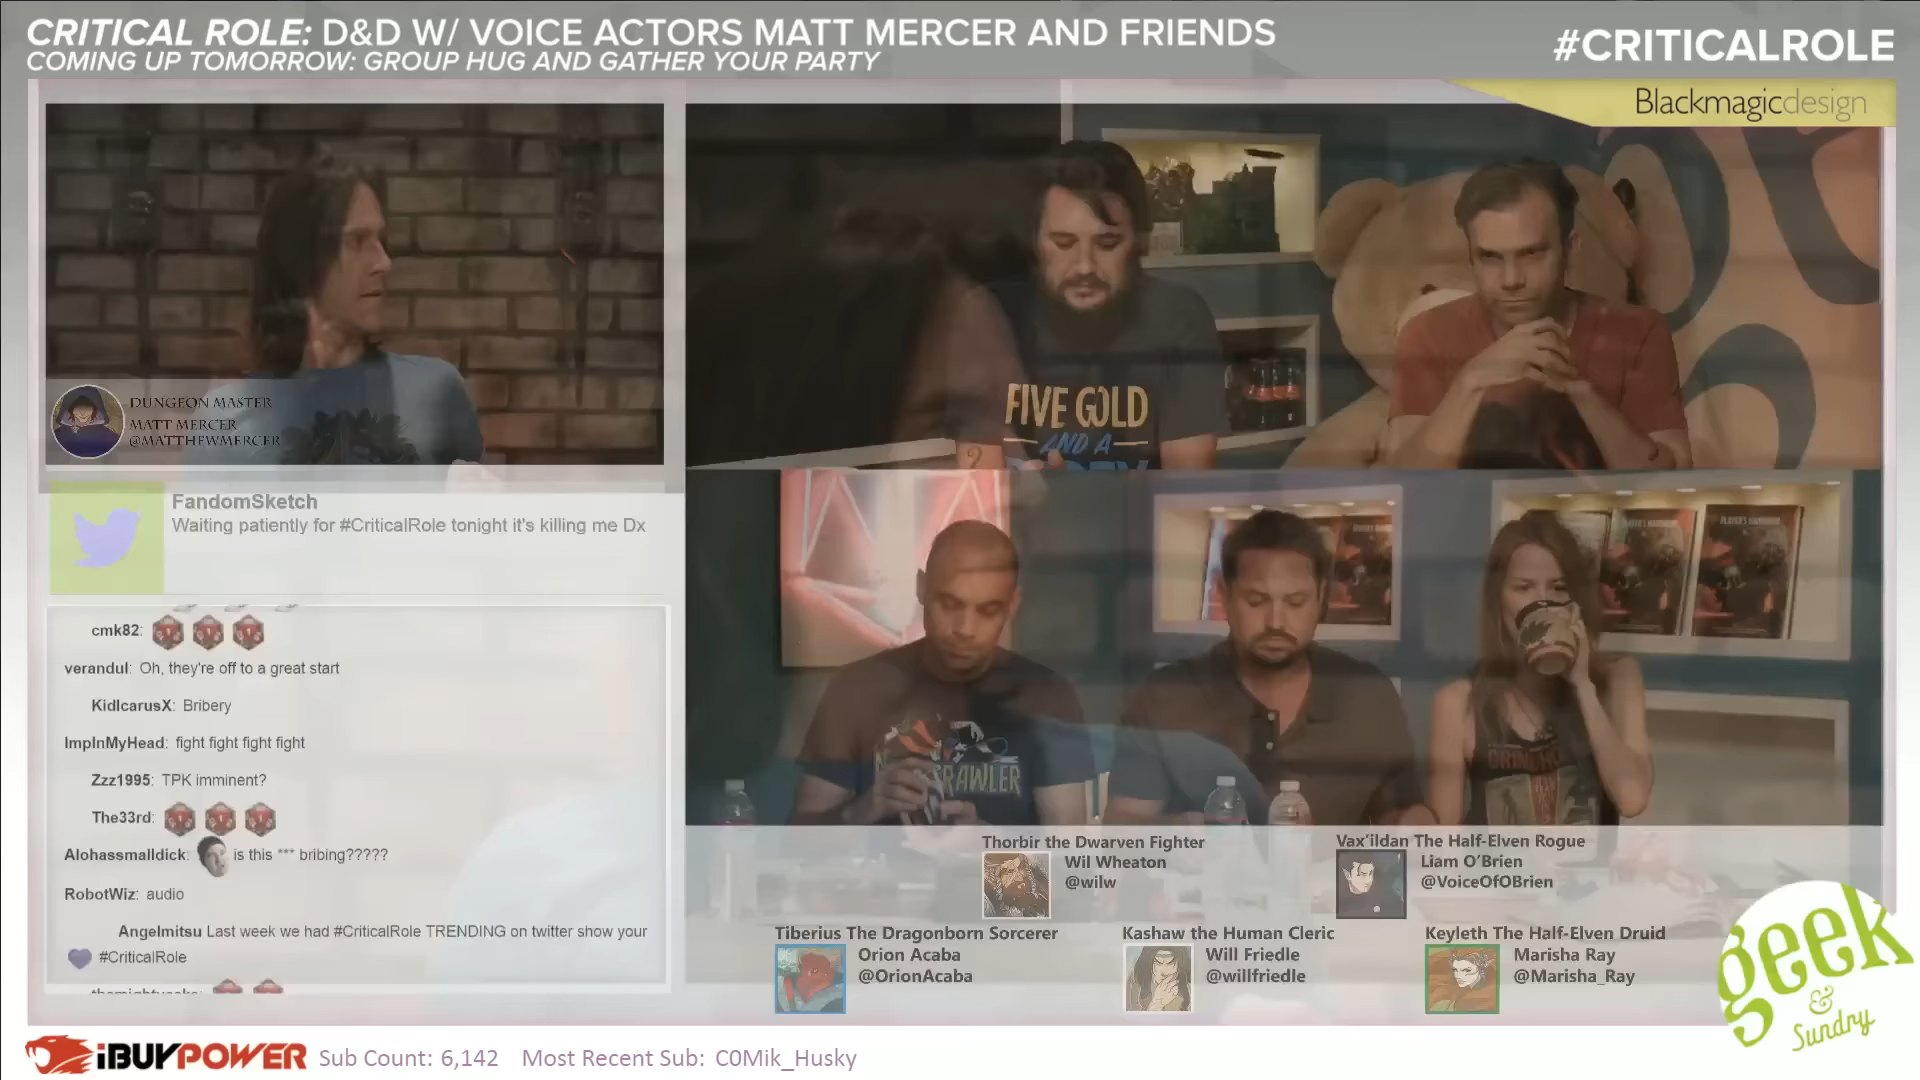 CRITICAL ROLE: D&D W/ VOICE ACTORS MATT MERCER AND FRIENDS
COMING UP TOMORROW: GROUP HUG AND GATHER YOUR PARTY
#CRITICALROLE
Blackmagicdesign
DUNGEON MASTER
MATT MERCER
@MATTHEWMERCER
FIVE GOLD
AND A
FandomSketch
Waiting patiently for #CriticalRole tonight it's killing me Dx
cmk82:
verandul: Oh, they're off to a great start
KidIcarusX: Bribery
ImpInMyHead: fight fight fight fight
Zzz1995: TPK imminent?
The33rd:
Alohassmalldick: is this *** bribing?????
RobotWiz: audio
Angelmitsu Last week we had #CriticalRole TRENDING on twitter show your
#CriticalRole
Thorbir the Dwarven Fighter
Wil Wheaton
@wilw
Vax'ildan The Half-Elven Rogue
Liam O'Brien
@VoiceOfOBrien
Tiberius The Dragonborn Sorcerer
Orion Acaba
@OrionAcaba
Kashaw the Human Cleric
Will Friedle
@willfriedle
Keyleth The Half-Elven Druid
Marisha Ray
@Marisha_Ray
geek
&
Sundry
iBUYPOWER
Sub Count: 6,142 Most Recent Sub: C0Mik_Husky